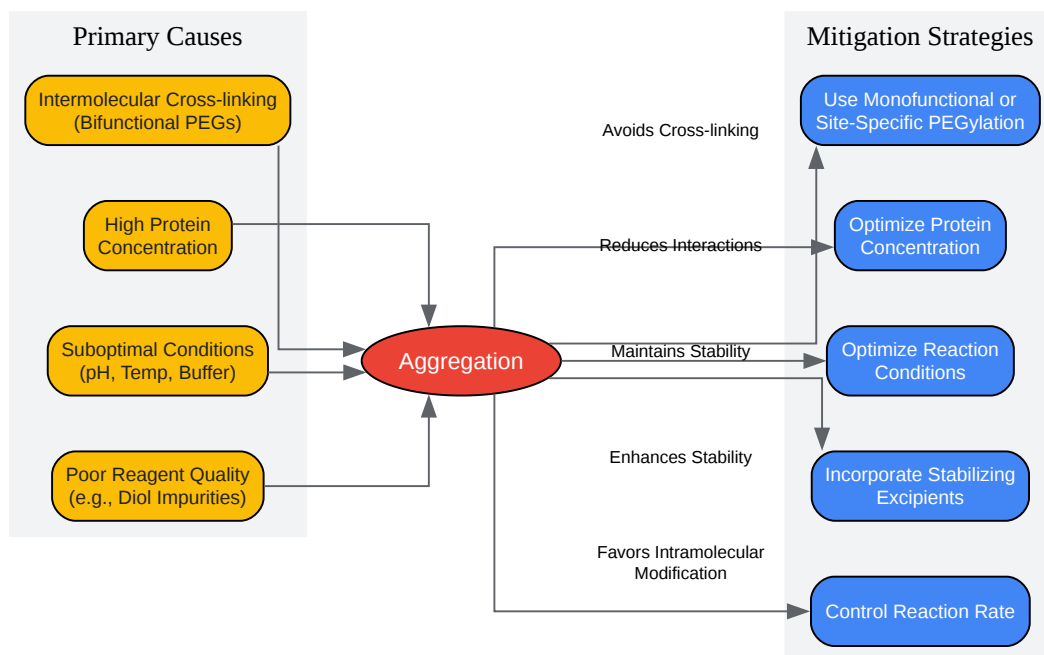 Primary Causes
Intermolecular Cross-linking
(Bifunctional PEGs)
High Protein
Concentration
Suboptimal Conditions
(pH, Temp, Buffer)
Poor Reagent Quality
(e.g., Diol Impurities)
Aggregation
Avoids Cross-linking
Reduces Interactions
Maintains Stability
Enhances Stability
Favors Intramolecular
Modification
Mitigation Strategies
Use Monofunctional or
Site-Specific PEGylation
Optimize Protein
Concentration
Optimize Reaction
Conditions
Incorporate Stabilizing
Excipients
Control Reaction Rate